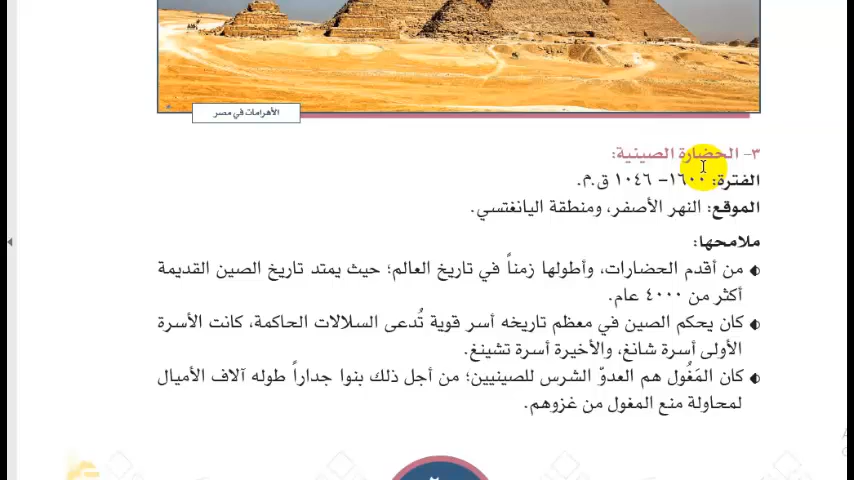 الأهرامات في مصر
٣- الحضارة الصينية:
الفترة: ١٦٠٠ – ١٠٤٦ ق.م.
الموقع: النهر الأصفر، ومنطقة اليانغتسي.
ملامحها:
من أقدم الحضارات، وأطولها زمناً في تاريخ العالم؛ حيث يمتد تاريخ الصين القديمة
أكثر من ٤٠٠٠ عام.
كان يحكم الصين في معظم تاريخه أسر قوية تُدعى السلالات الحاكمة، كانت الأسرة
الأولى أسرة شانغ، والأخيرة أسرة تشينغ.
كان المَغُول هم العدوّ الشرس للصينيين؛ من أجل ذلك بنوا جداراً طوله آلاف الأميال
لمحاولة منع المغول من غزوهم.